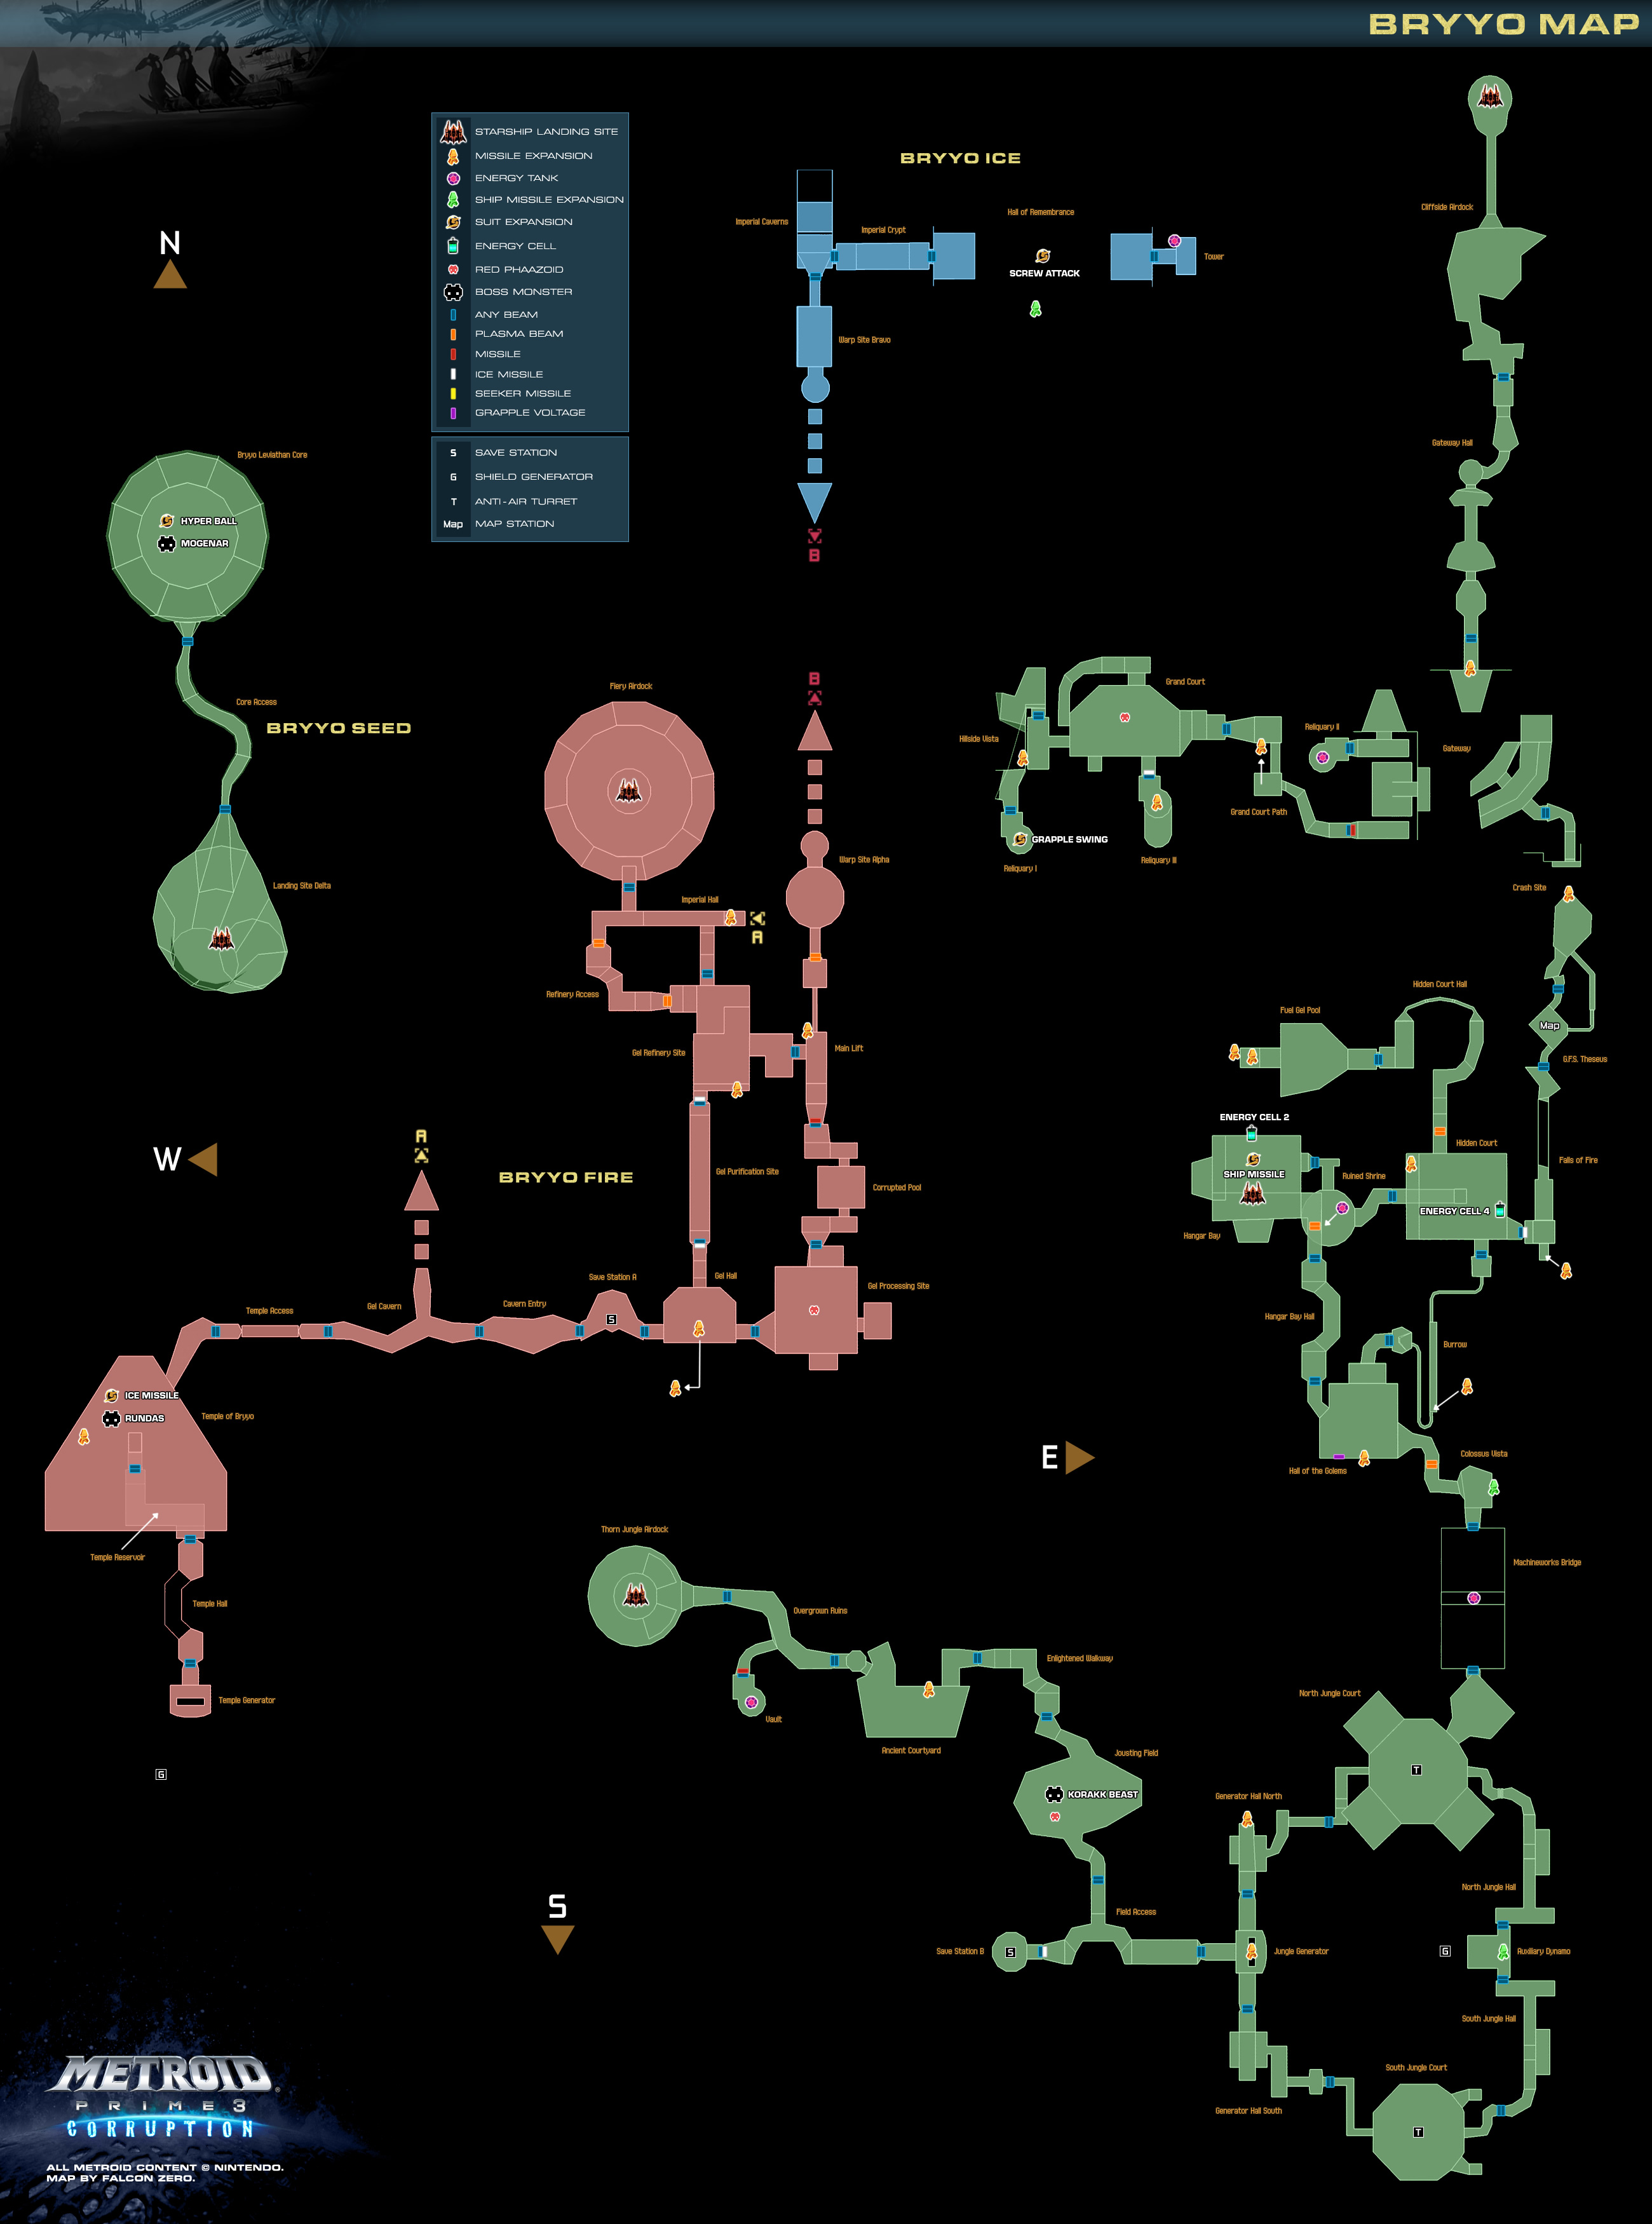 BRYYO MAP
STARSHIP LANDING SITE
MISSILE EXPANSION
ENERGY TANK
SHIP MISSILE EXPANSION
SUIT EXPANSION
ENERGY CELL
RED PHAAZOID
BOSS MONSTER
ANY BEAM
PLASMA BEAM
MISSILE
ICE MISSILE
SEEKER MISSILE
GRAPPLE VOLTAGE
S SAVE STATION
G SHIELD GENERATOR
T ANTI-AIR TURRET
Map MAP STATION
N
BRYYO ICE
Imperial Caverns
Imperial Crypt
Hall of Remembrance
SCREW ATTACK
Tower
Warp Site Bravo
B
Cliffside Airdock
Gateway Hall
Bryyo Leviathan Core
HYPER BALL
MOGENAR
Core Access
BRYYO SEED
Landing Site Delta
Fiery Airdock
B
Warp Site Alpha
Imperial Hall
A
Refinery Access
Gel Refinery Site
Main Lift
Hillside Vista
Grand Court
Reliquary II
Gateway
Grand Court Path
GRAPPLE SWING
Reliquary I
Reliquary III
Crash Site
Hidden Court Hall
Fuel Gel Pool
Map
G.F.S. Theseus
W
A
BRYYO FIRE
Gel Purification Site
Corrupted Pool
ENERGY CELL 2
SHIP MISSILE
Ruined Shrine
Hidden Court
Falls of Fire
ENERGY CELL 4
Hangar Bay
Temple Access
Gel Cavern
Cavern Entry
Save Station A
S
Gel Hall
Gel Processing Site
Hangar Bay Hall
Burrow
ICE MISSILE
RUNDAS
Temple of Bryyo
E
Hall of the Golems
Colossus Vista
Temple Reservoir
Temple Hall
Temple Generator
G
Thorn Jungle Airdock
Overgrown Ruins
Vault
Ancient Courtyard
Enlightened Walkway
Machineworks Bridge
North Jungle Court
T
Jousting Field
KORAKK BEAST
Generator Hall North
North Jungle Hall
S
Field Access
Save Station B
S
Jungle Generator
G
Auxiliary Dynamo
South Jungle Hall
South Jungle Court
Generator Hall South
T
METROID
PRIME 3
CORRUPTION
ALL METROID CONTENT © NINTENDO.
MAP BY FALCON ZERO.